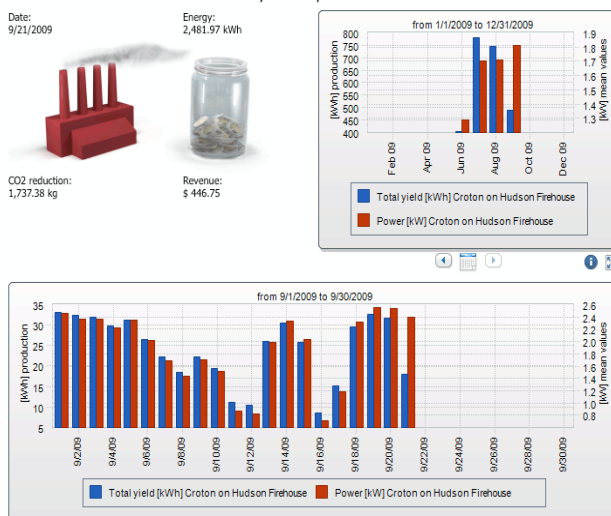 Date:
9/21/2009
Energy:
2,481.97 kWh
CO2 reduction:
1,737.38 kg
Revenue:
$ 446.75
from 1/1/2009 to 12/31/2009
[kWh] production
800
750
700
650
600
550
500
450
400
1.9
1.8
1.7
1.6
1.5
1.4
1.3
[kW] mean values
Feb 09
Apr 09
Jun 09
Aug 09
Oct 09
Dec 09
Total yield [kWh] Croton on Hudson Firehouse
Power [kW] Croton on Hudson Firehouse
from 9/1/2009 to 9/30/2009
[kWh] production
35
30
25
20
15
10
5
2.6
2.4
2.2
2.0
1.8
1.6
1.4
1.2
1.0
0.8
[kW] mean values
9/2/09
9/4/09
9/6/09
9/8/09
9/10/09
9/12/09
9/14/09
9/16/09
9/18/09
9/20/09
9/22/09
9/24/09
9/26/09
9/28/09
9/30/09
Total yield [kWh] Croton on Hudson Firehouse
Power [kW] Croton on Hudson Firehouse